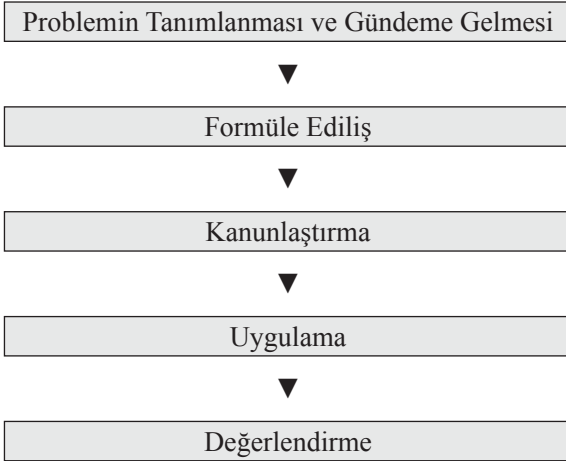 Problemin Tanımlanması ve Gündeme Gelmesi
Formüle Ediliş
Kanunlaştırma
Uygulama
Değerlendirme